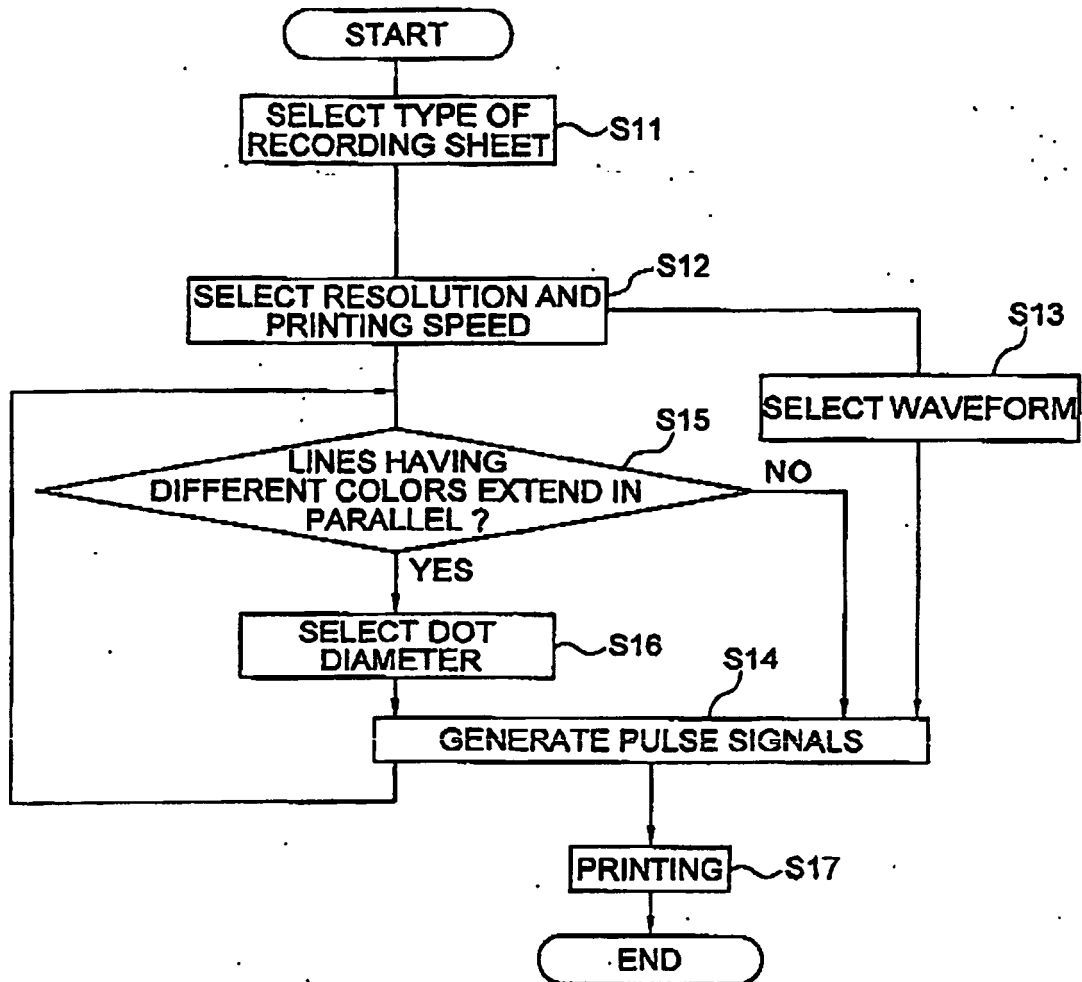 START
SELECT TYPE OF
RECORDING SHEET
S11
S12
SELECT RESOLUTION AND
PRINTING SPEED
S13
SELECT WAVEFORM
S15
LINES HAVING
DIFFERENT COLORS EXTEND IN
PARALLEL ?
NO
YES
SELECT DOT
DIAMETER
S16
S14
GENERATE PULSE SIGNALS
PRINTING
S17
END